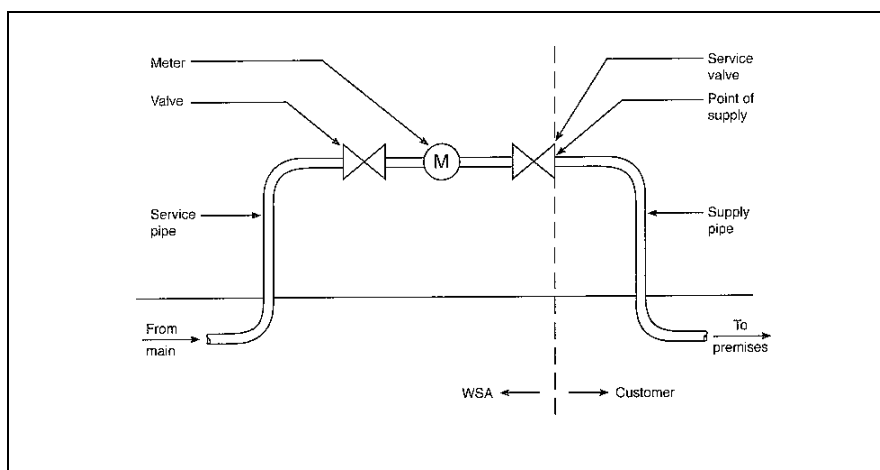 Meter
Service
valve
Valve
Point of
supply
M
Service
pipe
Supply
pipe
From
main
To
premises
WSA
Customer